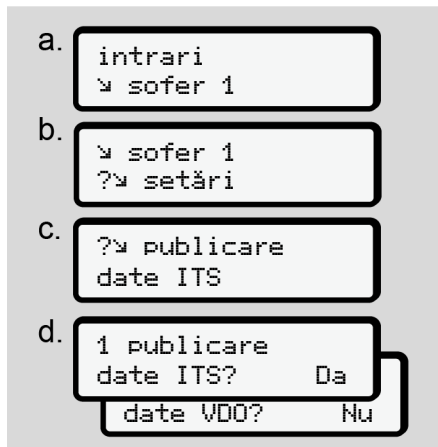 a.
intrari
↘ sofer 1
b.
↘ sofer 1
?↘ setări
c.
?↘ publicare
date ITS
d.
1 publicare
date ITS? Da
date VDO? Nu